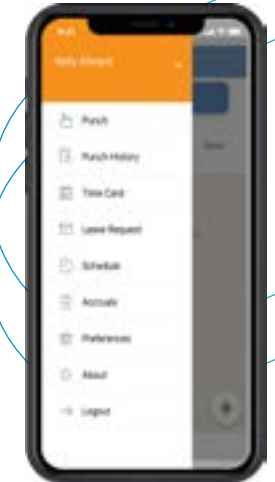 Punch
Punch History
Time Card
Leave Request
Schedule
Accruals
Preferences
About
Logout